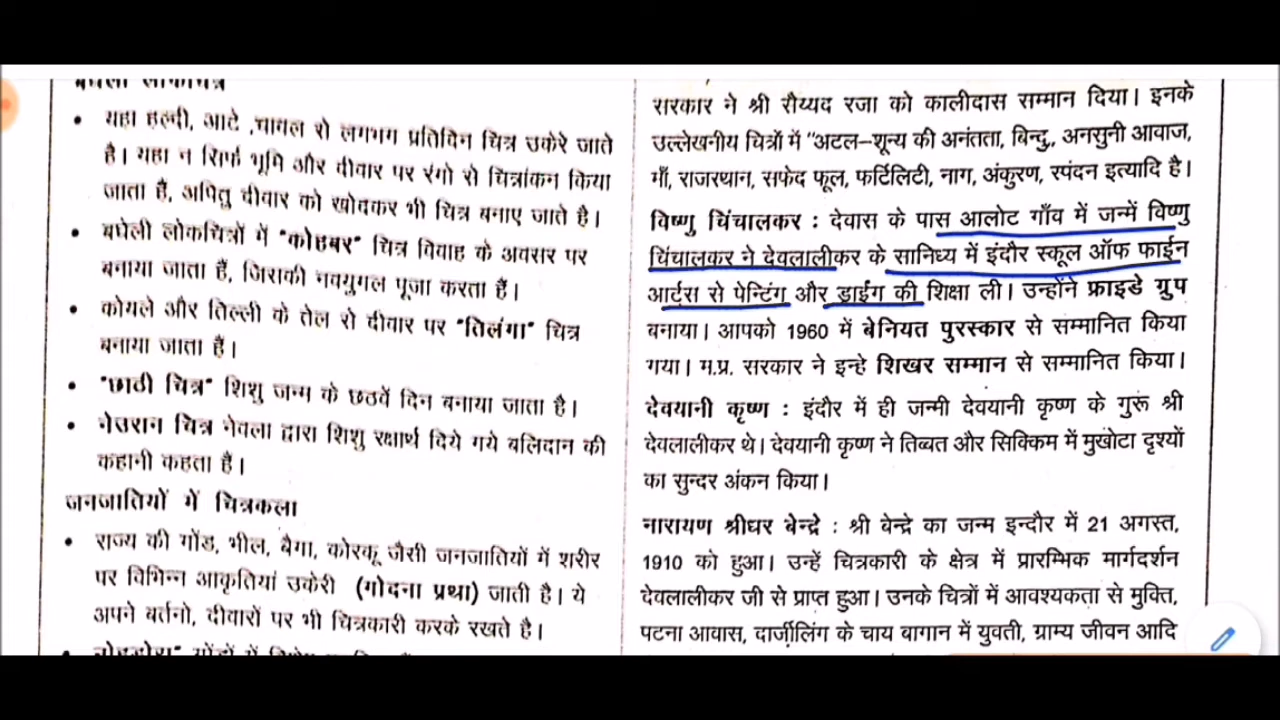 बघेली लोकचित्र
यहा हल्दी, आटे ,चावल से लगभग प्रतिदिन चित्र उकेरे जाते
है। यहा न सिर्फ भूमि और दीवार पर रंगो से चित्रांकन किया
जाता हैं, अपितु दीवार को खोदकर भी चित्र बनाए जाते है।
बघेली लोकचित्रों में "कोहबर" चित्र विवाह के अवसर पर
बनाया जाता हैं, जिसकी नवयुगल पूजा करता हैं।
कोयले और तिल्ली के तेल से दीवार पर "तिलंगा" चित्र
बनाया जाता हैं।
"छाठी चित्र" शिशु जन्म के छठवें दिन बनाया जाता है।
नेउरान चित्र नेवला द्वारा शिशु रक्षार्थ दिये गये बलिदान की
कहानी कहता हैं।
जनजातियों में चित्रकला
राज्य की गोंड, भील, बैगा, कोरकू जैसी जनजातियों में शरीर
पर विभिन्न आकृतियां उकेरी (गोदना प्रथा) जाती है। ये
अपने बर्तनो, दीवारों पर भी चित्रकारी करके रखते है।
सरकार ने श्री सैय्यद रजा को कालीदास सम्मान दिया। इनके
उल्लेखनीय चित्रों में "अटल–शून्य की अनंतता, बिन्दु, अनसुनी आवाज,
माँ, राजस्थान, सफेद फूल, फर्टिलिटी, नाग, अंकुरण, स्पंदन इत्यादि है।
विष्णु चिंचालकर : देवास के पास आलोट गाँव में जन्में विष्णु
चिंचालकर ने देवलालीकर के सानिध्य में इंदौर स्कूल ऑफ फाईन
आर्ट्स से पेन्टिंग और ड्राईंग की शिक्षा ली। उन्होंने फ्राइडे ग्रुप
बनाया। आपको 1960 में बेनियत पुरस्कार से सम्मानित किया
गया। म.प्र. सरकार ने इन्हे शिखर सम्मान से सम्मानित किया।
देवयानी कृष्ण : इंदौर में ही जन्मी देवयानी कृष्ण के गुरू श्री
देवलालीकर थे। देवयानी कृष्ण ने तिब्बत और सिक्किम में मुखोटा दृश्यों
का सुन्दर अंकन किया।
नारायण श्रीधर बेन्द्रे : श्री बेन्द्रे का जन्म इन्दौर में 21 अगस्त,
1910 को हुआ। उन्हें चित्रकारी के क्षेत्र में प्रारम्भिक मार्गदर्शन
देवलालीकर जी से प्राप्त हुआ। उनके चित्रों में आवश्यकता से मुक्ति,
पटना आवास, दार्जीलिंग के चाय बागान में युवती, ग्राम्य जीवन आदि